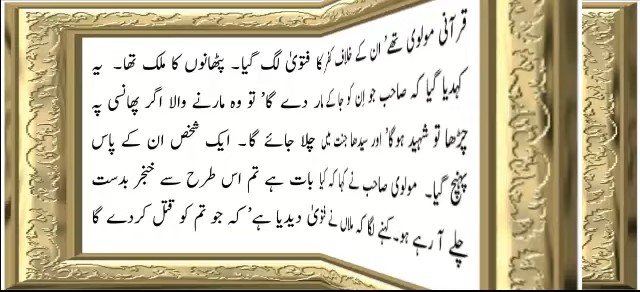 قرآنی مولوی تھے' ان کے خلاف کفر کا فتویٰ لگ گیا۔ پٹھانوں کا ملک تھا۔ یہ
کہدیا گیا کہ صاحب جو ان کو جا کے مار دے گا' تو وہ مارنے والا اگر پھانسی پہ
چڑھا تو شہید ہوگا' اور سیدھا جنت میں چلا جائے گا۔ ایک شخص ان کے پاس
پہنچ گیا۔ مولوی صاحب نے کہا کہ کیا بات ہے تم اس طرح سے خنجر بدست
چلے آ رہے ہو۔ کہنے لگا کہ ملاں نے فتویٰ دیدیا ہے' کہ جو تم کو قتل کر دے گا